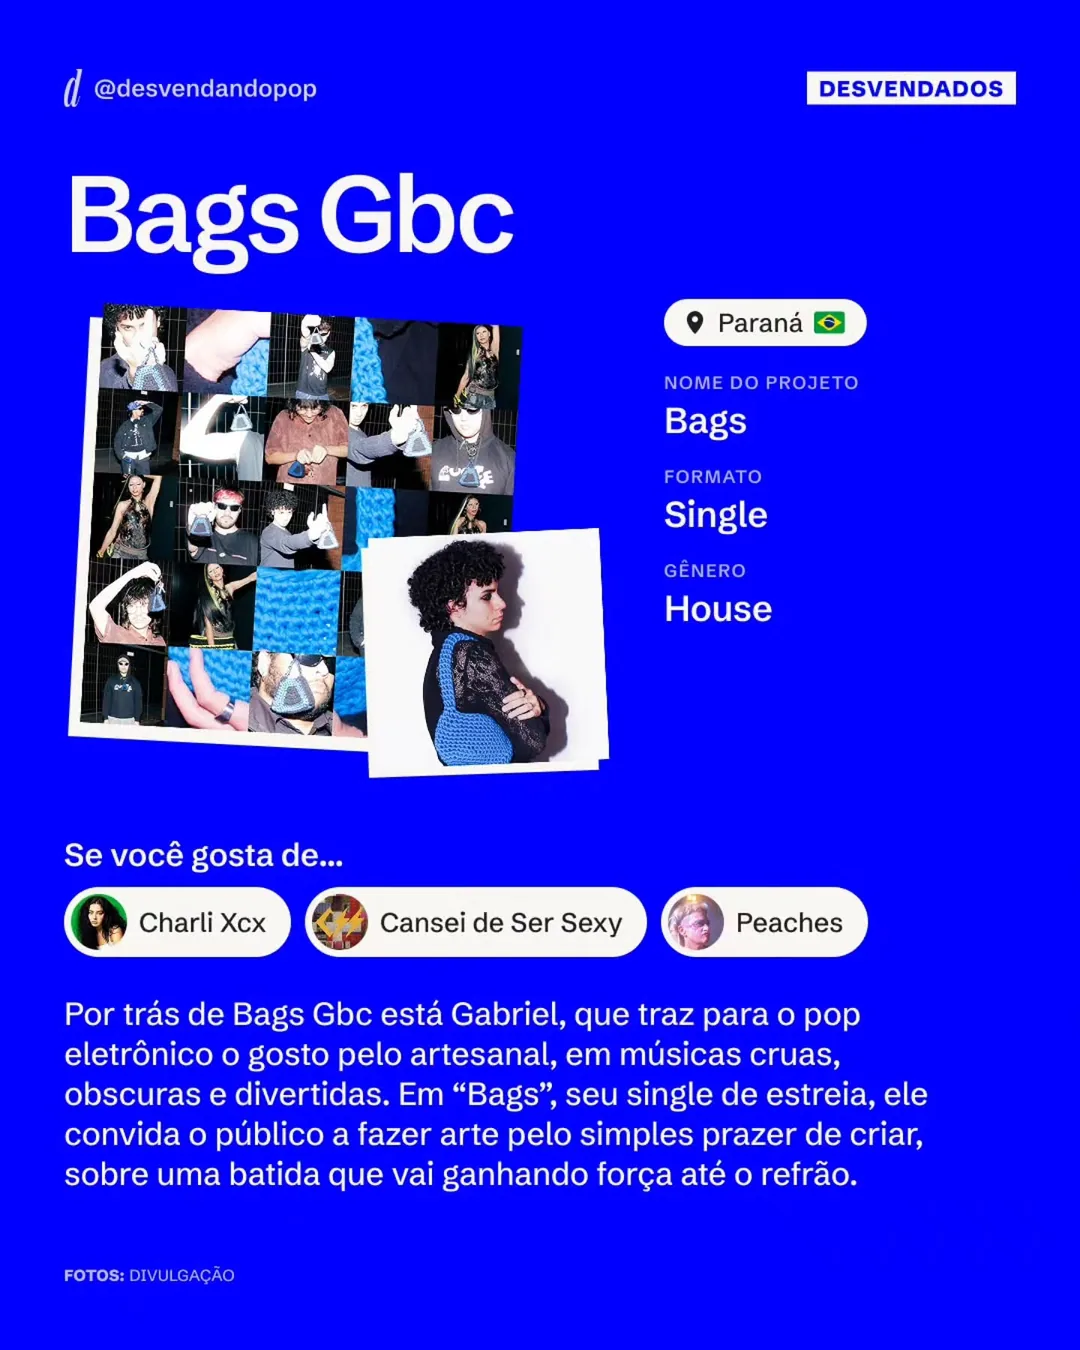 d @desvendandopop
DESVENDADOS
Bags Gbc
Paraná
NOME DO PROJETO
Bags
FORMATO
Single
GÊNERO
House
Se você gosta de...
Charli Xcx
Cansei de Ser Sexy
Peaches
Por trás de Bags Gbc está Gabriel, que traz para o pop
eletrônico o gosto pelo artesanal, em músicas cruas,
obscuras e divertidas. Em “Bags”, seu single de estreia, ele
convida o público a fazer arte pelo simples prazer de criar,
sobre uma batida que vai ganhando força até o refrão.
FOTOS: DIVULGAÇÃO